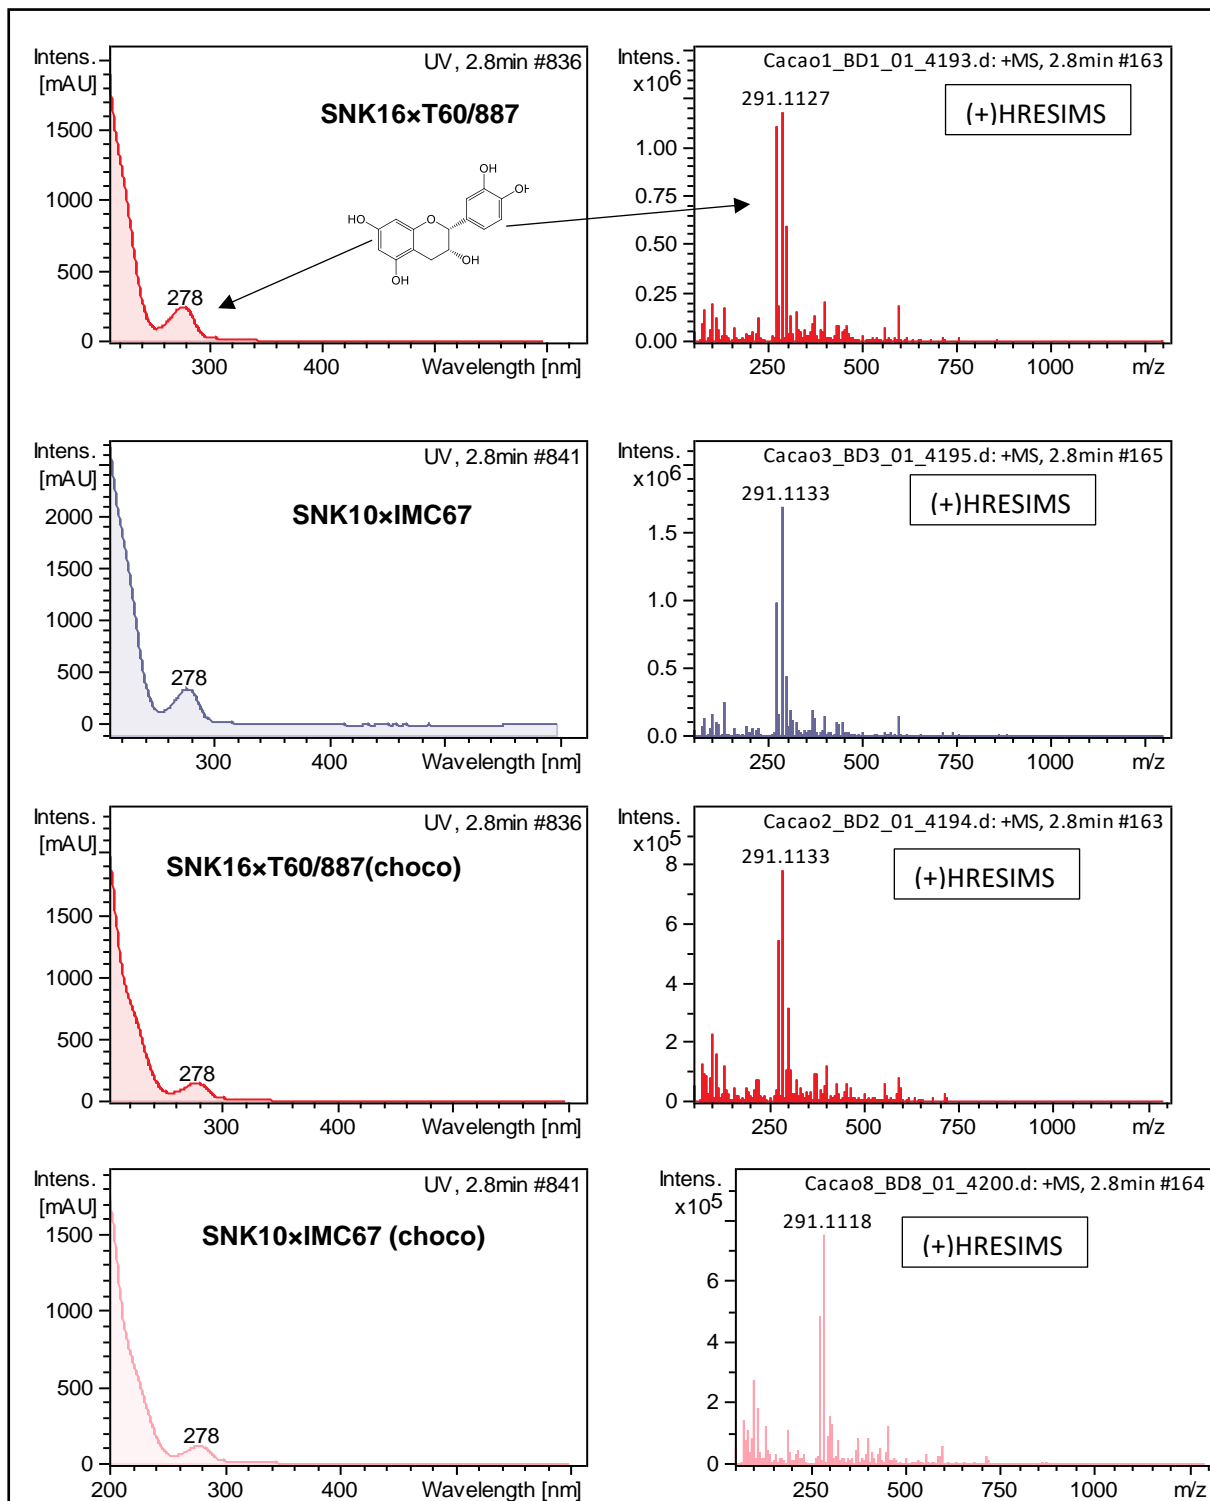 Intens.
[mAU]
UV, 2.8min #836
SNK16×T60/887
1500
1000
500
0
278
300
400
Wavelength [nm]
OH
OH
HO
O
OH
OH
Intens.
x10⁶
Cacao1_BD1_01_4193.d: +MS, 2.8min #163
291.1127
(+)HRESIMS
1.00
0.75
0.50
0.25
0.00
250
500
750
1000
m/z
Intens.
[mAU]
UV, 2.8min #841
SNK10×IMC67
2000
1500
1000
500
0
278
300
400
Wavelength [nm]
Intens.
x10⁶
Cacao3_BD3_01_4195.d: +MS, 2.8min #165
291.1133
(+)HRESIMS
1.5
1.0
0.5
0.0
250
500
750
1000
m/z
Intens.
[mAU]
UV, 2.8min #836
SNK16×T60/887(choco)
1500
1000
500
0
278
300
400
Wavelength [nm]
Intens.
x10⁵
Cacao2_BD2_01_4194.d: +MS, 2.8min #163
291.1133
(+)HRESIMS
8
6
4
2
0
250
500
750
1000
m/z
Intens.
[mAU]
UV, 2.8min #841
SNK10×IMC67 (choco)
1500
1000
500
0
278
200
300
400
Wavelength [nm]
Intens.
x10⁵
Cacao8_BD8_01_4200.d: +MS, 2.8min #164
291.1118
(+)HRESIMS
6
4
2
0
250
500
750
1000
m/z